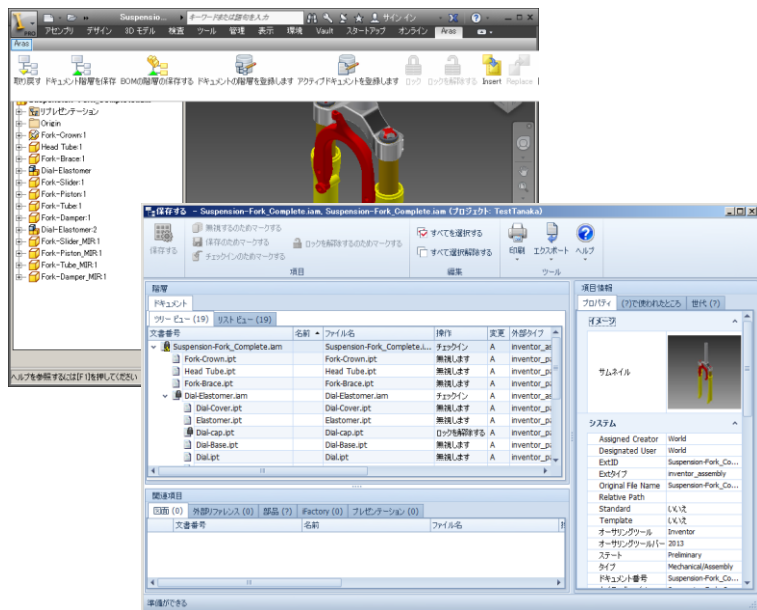 Suspensio...
キーワードまたは語句を入力
サイン イン
PRO
アセンブリ デザイン 3D モデル 検査 ツール 管理 表示 環境 Vault スタートアップ オンライン Aras
Aras
取り戻す ドキュメント階層を保存 BOMの階層の保存する ドキュメントの階層を登録します アクティブドキュメントを登録します ロック ロックを解除する Insert Replace
リプレゼンテーション
Origin
Fork-Crown:1
Head Tube:1
Fork-Brace:1
Dial-Elastomer
Fork-Slider:1
Fork-Piston:1
Fork-Tube:1
Fork-Damper:1
Dial-Elastomer:2
Fork-Slider_MIR:1
Fork-Piston_MIR:1
Fork-Tube_MIR:1
Fork-Damper_MIR:1
ヘルプを参照するには[F1]を押してください
保存する - Suspension-Fork_Complete.iam, Suspension-Fork_Complete.iam (プロジェクト: TestTanaka)
保存する
無視するのためマークする
保存のためマークする
チェックインのためマークする
ロックを解除するのためマークする
項目
すべてを選択する
すべて選択解除する
編集
印刷 エクスポート ヘルプ
ツール
階層
ドキュメント
ツリー ビュー (19) リスト ビュー (19)
文書番号 名前 ファイル名 操作 変更 外部タイプ
Suspension-Fork_Complete.iam Suspension-Fork_Complete.i... チェックイン A inventor_as
Fork-Crown.ipt Fork-Crown.ipt 無視します A inventor_pa
Head Tube.ipt Head Tube.ipt 無視します A inventor_pa
Fork-Brace.ipt Fork-Brace.ipt 無視します A inventor_pa
Dial-Elastomer.iam Dial-Elastomer.iam チェックイン A inventor_as
Dial-Cover.ipt Dial-Cover.ipt 無視します A inventor_pa
Elastomer.ipt Elastomer.ipt 無視します A inventor_pa
Dial-cap.ipt Dial-cap.ipt ロックを解除する A inventor_pa
Dial-Base.ipt Dial-Base.ipt 無視します A inventor_pa
Dial.ipt Dial.ipt 無視します A inventor_pa
関連項目
図面 (0) 外部リファレンス (0) 部品 (?) iFactory (0) プレゼンテーション (0)
文書番号 名前 ファイル名
準備ができる
項目情報
プロパティ (?)で使われたところ 世代 (?)
イメージ
サムネイル
システム
Assigned Creator World
Designated User World
ExtID Suspension-Fork_Co...
Extタイプ inventor_assembly
Original File Name Suspension-Fork_Co...
Relative Path
Standard いいえ
Template いいえ
オーサリングツール Inventor
オーサリングツールバー 2013
ステート Preliminary
タイプ Mechanical/Assembly
ドキュメント番号 Suspension-Fork_Co...